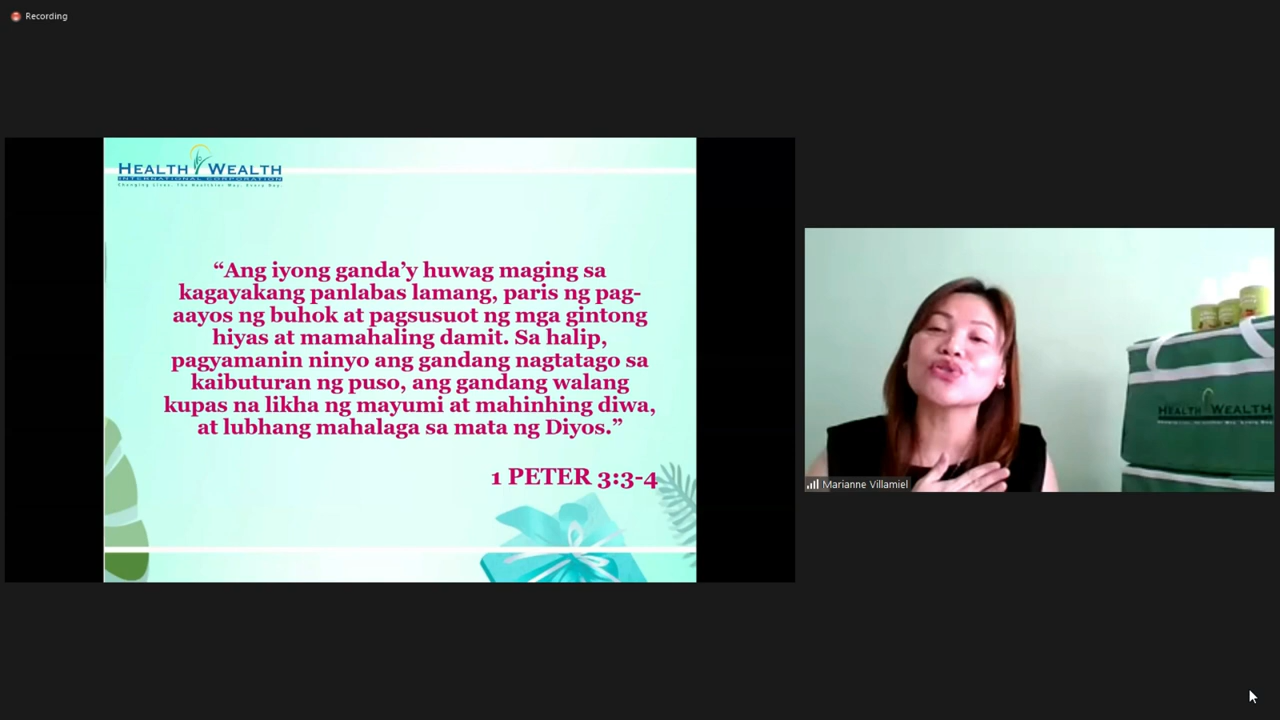 Recording
HEALTH WEALTH
INTERNATIONAL CORPORATION
Changing Lives. The Healthier Way. Every Day.
“Ang iyong ganda’y huwag maging sa
kagayakang panlabas lamang, paris ng pag-
aayos ng buhok at pagsusuot ng mga gintong
hiyas at mamahaling damit. Sa halip,
pagyamanin ninyo ang gandang nagtatago sa
kaibuturan ng puso, ang gandang walang
kupas na likha ng mayumi at mahinhing diwa,
at lubhang mahalaga sa mata ng Diyos.”
1 PETER 3:3-4
HEALTH WEALTH
Marianne Villamiel